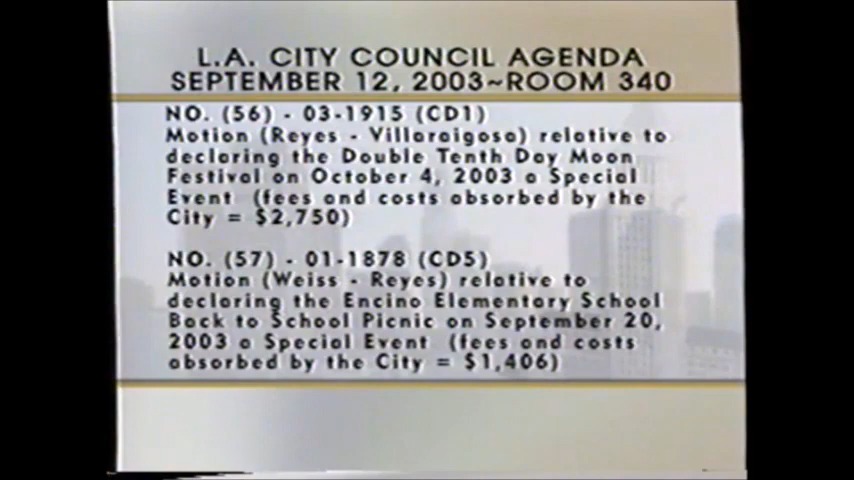 L.A. CITY COUNCIL AGENDA
SEPTEMBER 12, 2003~ROOM 340
NO. (56) - 03-1915 (CD1)
Motion (Reyes - Villaraigosa) relative to
declaring the Double Tenth Day Moon
Festival on October 4, 2003 a Special
Event (fees and costs absorbed by the
City = $2,750)
NO. (57) - 01-1878 (CD5)
Motion (Weiss - Reyes) relative to
declaring the Encino Elementary School
Back to School Picnic on September 20,
2003 a Special Event (fees and costs
absorbed by the City = $1,406)